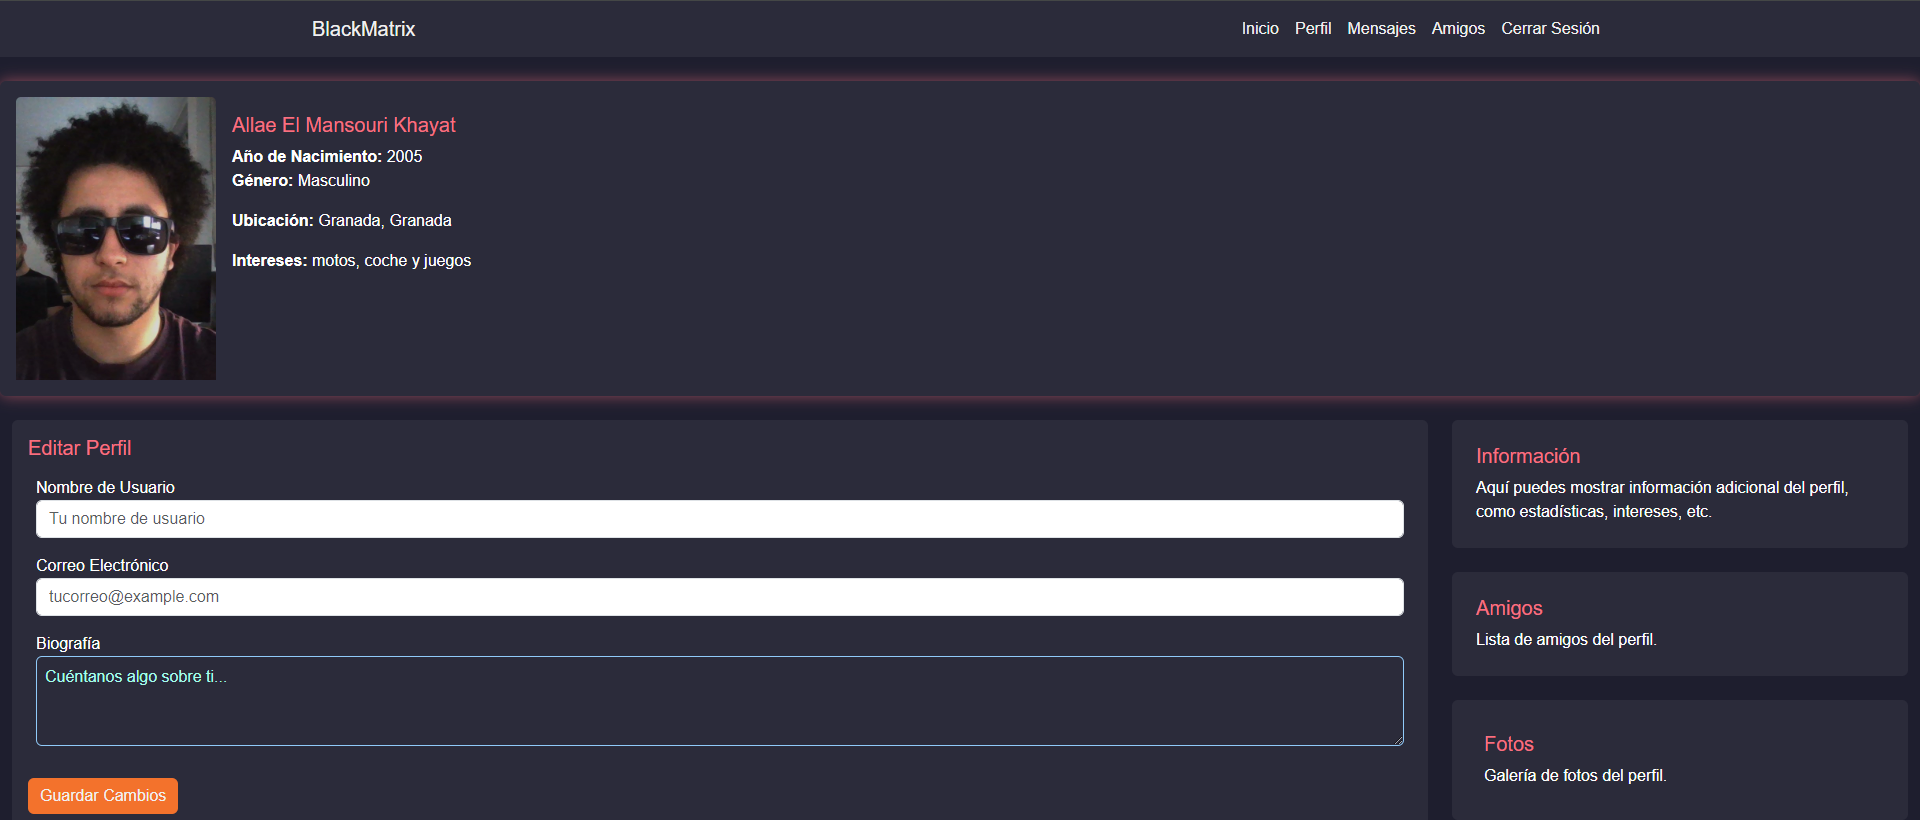 BlackMatrix
Inicio Perfil Mensajes Amigos Cerrar Sesión
Allae El Mansouri Khayat
Año de Nacimiento: 2005
Género: Masculino
Ubicación: Granada, Granada
Intereses: motos, coche y juegos
Editar Perfil
Nombre de Usuario
Tu nombre de usuario
Correo Electrónico
tucorreo@example.com
Biografía
Cuéntanos algo sobre ti...
Guardar Cambios
Información
Aquí puedes mostrar información adicional del perfil,
como estadísticas, intereses, etc.
Amigos
Lista de amigos del perfil.
Fotos
Galería de fotos del perfil.